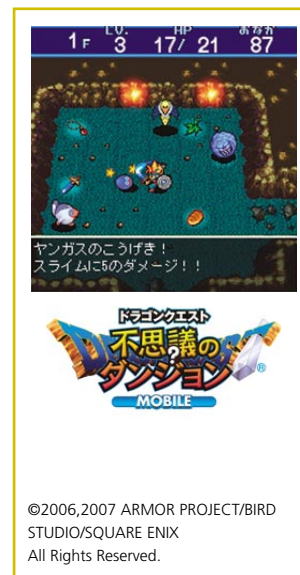 LV. HP おなか
1F 3 17/ 21 87
ヤンガスのこうげき！
スライムに5のダメージ！！
ドラゴンクエスト
不思議の
?
ダンジョン
®
MOBILE
©2006,2007 ARMOR PROJECT/BIRD
STUDIO/SQUARE ENIX
All Rights Reserved.